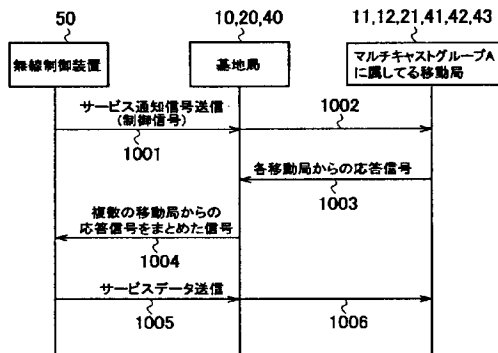 50
10,20,40
11,12,21,41,42,43
無線制御装置
基地局
マルチキャストグループA
に属してる移動局
サービス通知信号送信
(制御信号)
1001
1002
各移動局からの応答信号
1003
複数の移動局からの
応答信号をまとめた信号
1004
サービスデータ送信
1005
1006